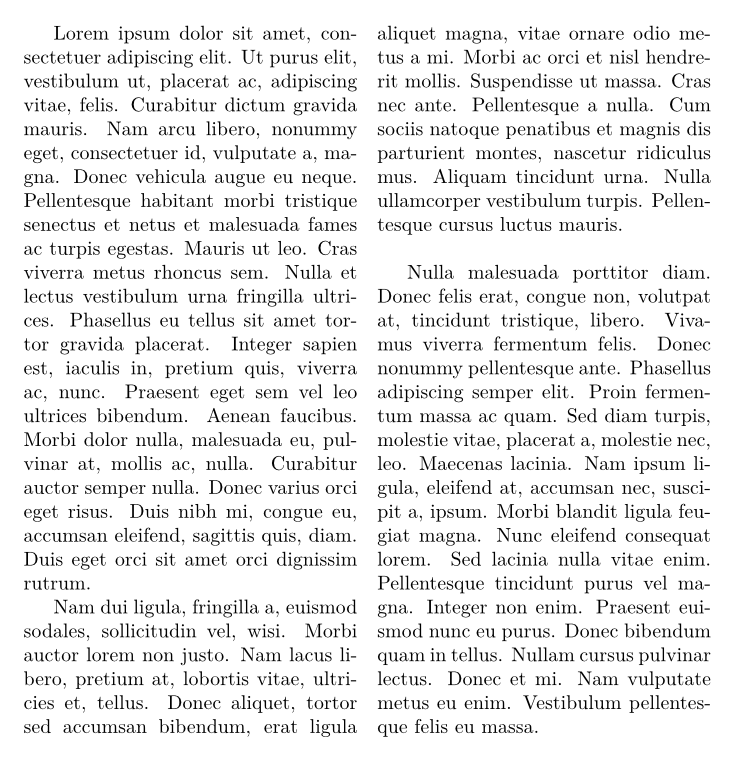 Lorem ipsum dolor sit amet, con-
sectetuer adipiscing elit. Ut purus elit,
vestibulum ut, placerat ac, adipiscing
vitae, felis. Curabitur dictum gravida
mauris. Nam arcu libero, nonummy
eget, consectetuer id, vulputate a, ma-
gna. Donec vehicula augue eu neque.
Pellentesque habitant morbi tristique
senectus et netus et malesuada fames
ac turpis egestas. Mauris ut leo. Cras
viverra metus rhoncus sem. Nulla et
lectus vestibulum urna fringilla ultri-
ces. Phasellus eu tellus sit amet tor-
tor gravida placerat. Integer sapien
est, iaculis in, pretium quis, viverra
ac, nunc. Praesent eget sem vel leo
ultrices bibendum. Aenean faucibus.
Morbi dolor nulla, malesuada eu, pul-
vinar at, mollis ac, nulla. Curabitur
auctor semper nulla. Donec varius orci
eget risus. Duis nibh mi, congue eu,
accumsan eleifend, sagittis quis, diam.
Duis eget orci sit amet orci dignissim
rutrum.
Nam dui ligula, fringilla a, euismod
sodales, sollicitudin vel, wisi. Morbi
auctor lorem non justo. Nam lacus li-
bero, pretium at, lobortis vitae, ultri-
cies et, tellus. Donec aliquet, tortor
sed accumsan bibendum, erat ligula
aliquet magna, vitae ornare odio me-
tus a mi. Morbi ac orci et nisl hendre-
rit mollis. Suspendisse ut massa. Cras
nec ante. Pellentesque a nulla. Cum
sociis natoque penatibus et magnis dis
parturient montes, nascetur ridiculus
mus. Aliquam tincidunt urna. Nulla
ullamcorper vestibulum turpis. Pellen-
tesque cursus luctus mauris.
Nulla malesuada porttitor diam.
Donec felis erat, congue non, volutpat
at, tincidunt tristique, libero. Viva-
mus viverra fermentum felis. Donec
nonummy pellentesque ante. Phasellus
adipiscing semper elit. Proin fermen-
tum massa ac quam. Sed diam turpis,
molestie vitae, placerat a, molestie nec,
leo. Maecenas lacinia. Nam ipsum li-
gula, eleifend at, accumsan nec, susci-
pit a, ipsum. Morbi blandit ligula feu-
giat magna. Nunc eleifend consequat
lorem. Sed lacinia nulla vitae enim.
Pellentesque tincidunt purus vel ma-
gna. Integer non enim. Praesent eui-
smod nunc eu purus. Donec bibendum
quam in tellus. Nullam cursus pulvinar
lectus. Donec et mi. Nam vulputate
metus eu enim. Vestibulum pellentes-
que felis eu massa.